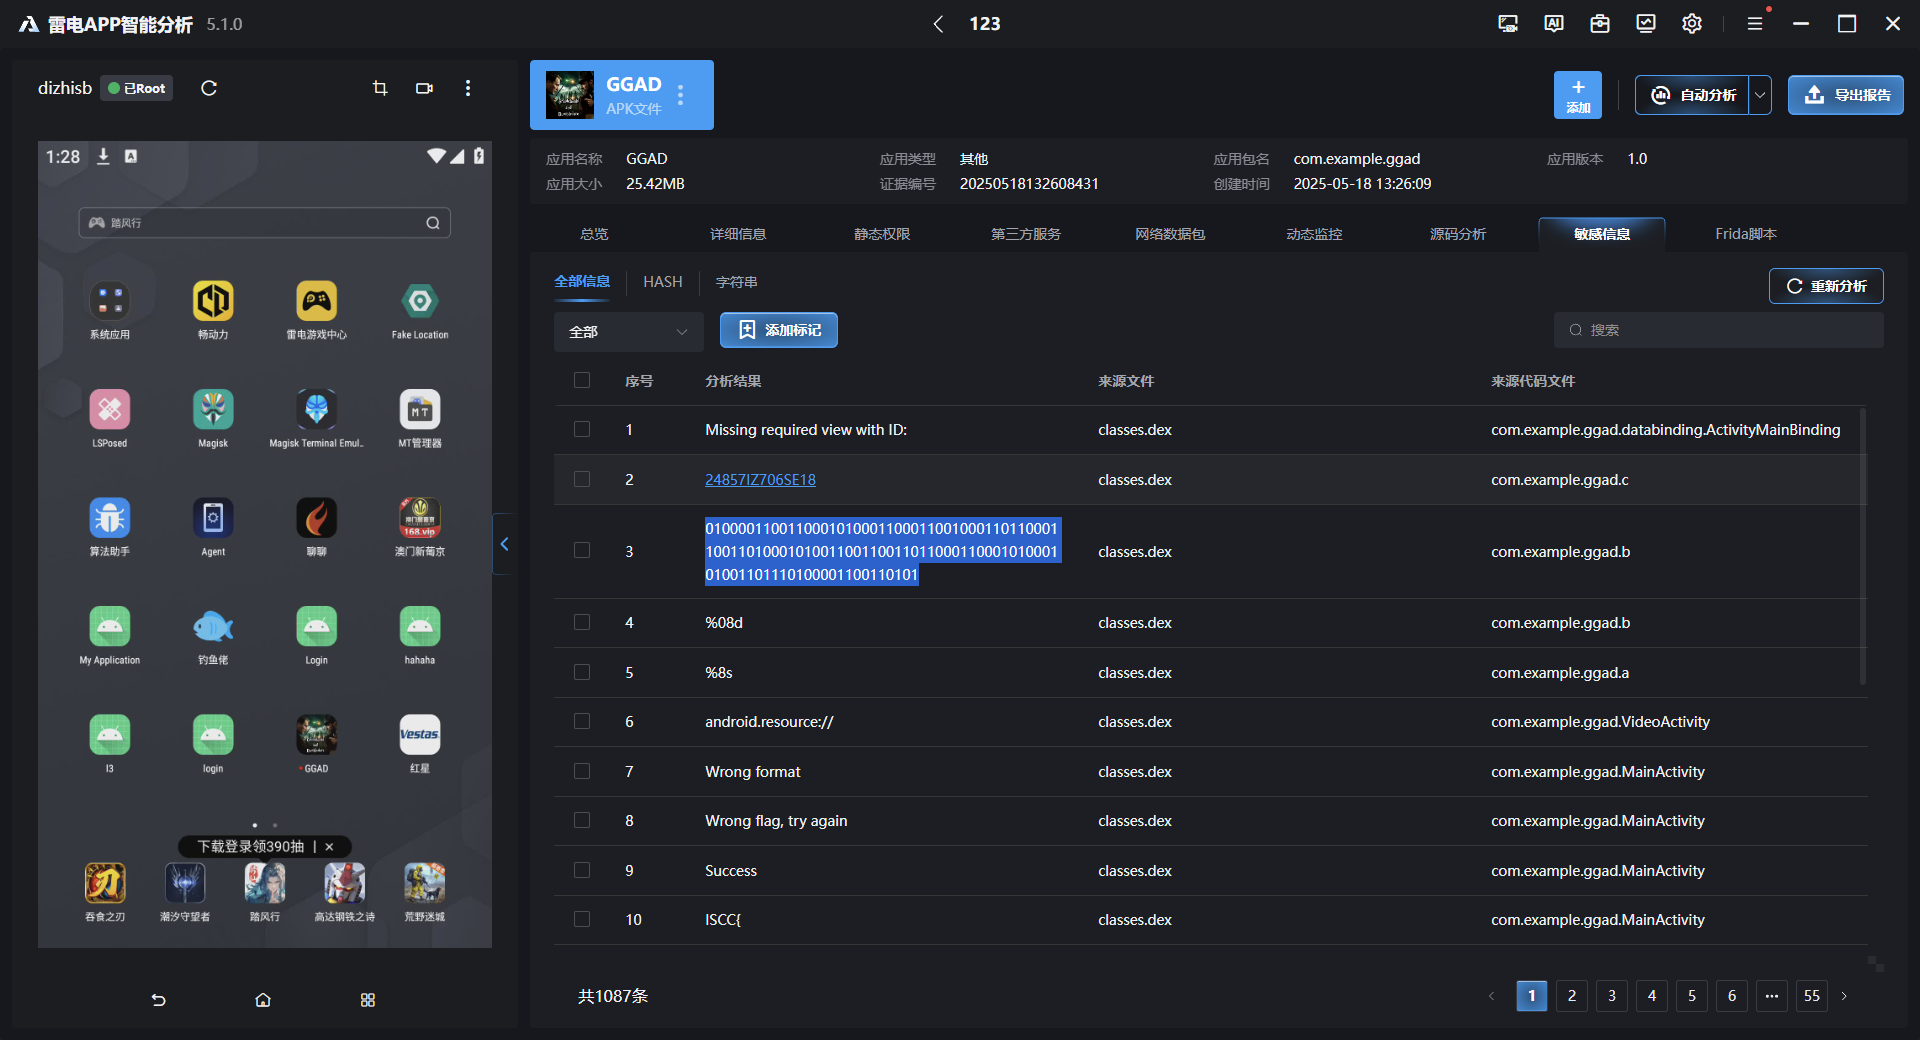 雷电APP智能分析 5.1.0
123
dizhisb 已Root
1:28
踏风行
系统应用
畅动力
雷电游戏中心
Fake Location
LSPosed
Magisk
Magisk Terminal Emul..
MT管理器
算法助手
Agent
聊聊
澳门新葡京
My Application
钓鱼佬
Login
hahaha
l3
login
GGAD
Vestas
红星
下载登录领390抽 | ×
吞食之刃
潮汐守望者
踏风行
高达钢铁之诗
荒野迷城
GGAD
APK文件
添加
自动分析
导出报告
应用名称 GGAD
应用类型 其他
应用包名 com.example.ggad
应用版本 1.0
应用大小 25.42MB
证据编号 20250518132608431
创建时间 2025-05-18 13:26:09
总览 详细信息 静态权限 第三方服务 网络数据包 动态监控 源码分析 敏感信息 Frida脚本
全部信息 HASH 字符串
重新分析
全部
添加标记
搜索
序号 分析结果 来源文件 来源代码文件
1 Missing required view with ID: classes.dex com.example.ggad.databinding.ActivityMainBinding
2 24857IZ706SE18 classes.dex com.example.ggad.c
3
0100001100110001010001100011001000110110001
1001101000101001100110011011000110001010001
01001101110100001100110101
classes.dex com.example.ggad.b
4 %08d classes.dex com.example.ggad.b
5 %8s classes.dex com.example.ggad.a
6 android.resource:// classes.dex com.example.ggad.VideoActivity
7 Wrong format classes.dex com.example.ggad.MainActivity
8 Wrong flag, try again classes.dex com.example.ggad.MainActivity
9 Success classes.dex com.example.ggad.MainActivity
10 ISCC{ classes.dex com.example.ggad.MainActivity
共1087条
1 2 3 4 5 6 ··· 55